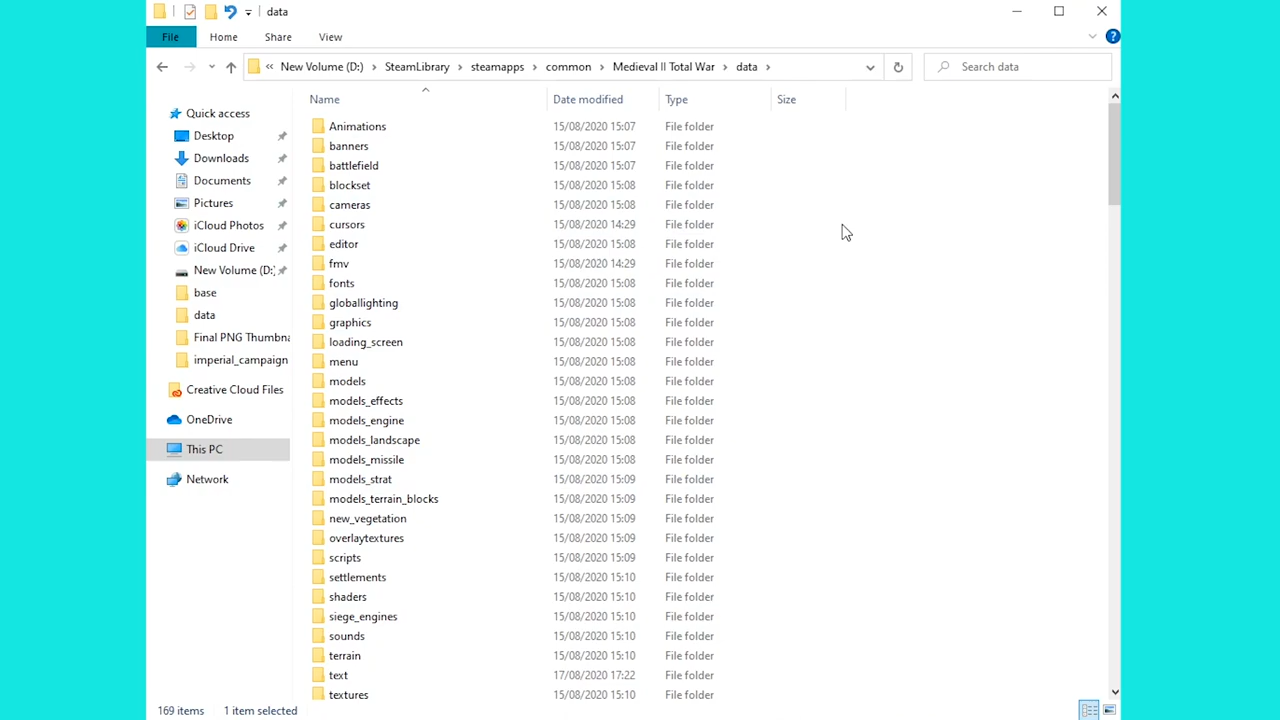 data
File Home Share View
« New Volume (D:) › SteamLibrary › steamapps › common › Medieval II Total War › data › Search data
Name Date modified Type Size
Quick access
Desktop
Downloads
Documents
Pictures
iCloud Photos
iCloud Drive
New Volume (D:)
base
data
Final PNG Thumbna
imperial_campaign
Creative Cloud Files
OneDrive
This PC
Network
Animations 15/08/2020 15:07 File folder
banners 15/08/2020 15:07 File folder
battlefield 15/08/2020 15:07 File folder
blockset 15/08/2020 15:08 File folder
cameras 15/08/2020 15:08 File folder
cursors 15/08/2020 14:29 File folder
editor 15/08/2020 15:08 File folder
fmv 15/08/2020 14:29 File folder
fonts 15/08/2020 15:08 File folder
globallighting 15/08/2020 15:08 File folder
graphics 15/08/2020 15:08 File folder
loading_screen 15/08/2020 15:08 File folder
menu 15/08/2020 15:08 File folder
models 15/08/2020 15:08 File folder
models_effects 15/08/2020 15:08 File folder
models_engine 15/08/2020 15:08 File folder
models_landscape 15/08/2020 15:08 File folder
models_missile 15/08/2020 15:08 File folder
models_strat 15/08/2020 15:09 File folder
models_terrain_blocks 15/08/2020 15:09 File folder
new_vegetation 15/08/2020 15:09 File folder
overlaytextures 15/08/2020 15:09 File folder
scripts 15/08/2020 15:09 File folder
settlements 15/08/2020 15:10 File folder
shaders 15/08/2020 15:10 File folder
siege_engines 15/08/2020 15:10 File folder
sounds 15/08/2020 15:10 File folder
terrain 15/08/2020 15:10 File folder
text 17/08/2020 17:22 File folder
textures 15/08/2020 15:10 File folder
169 items 1 item selected